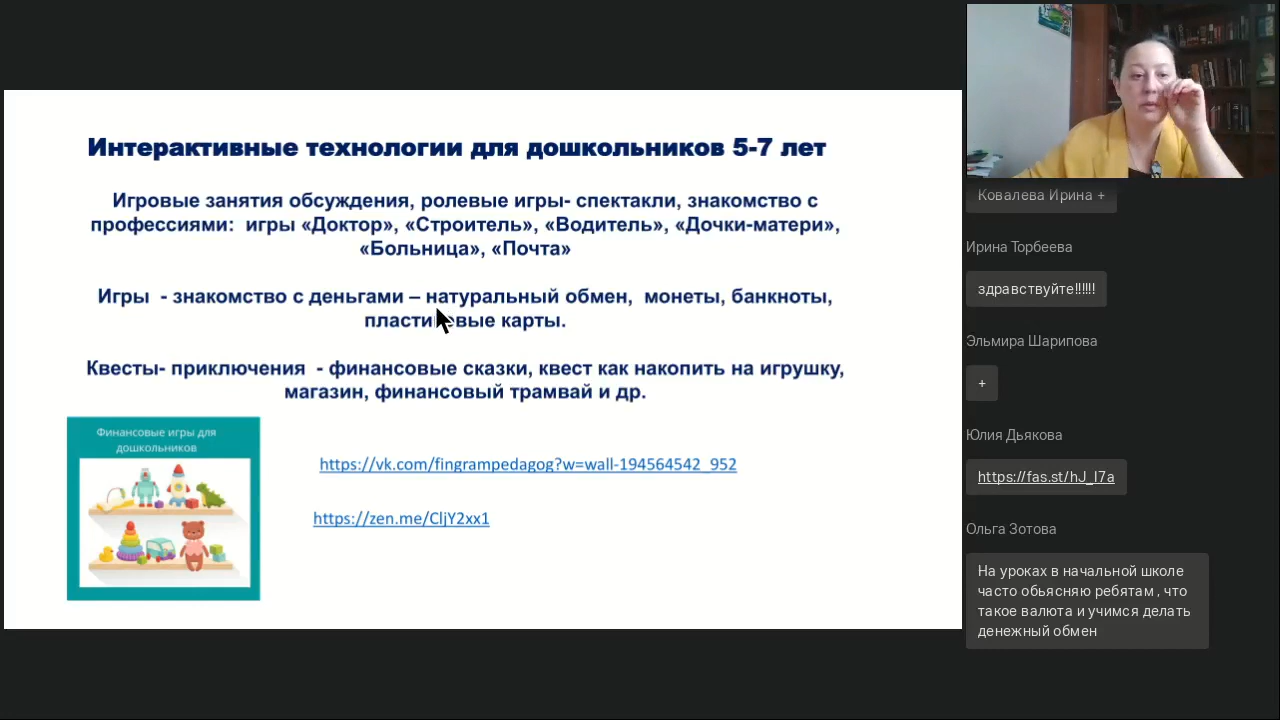 Интерактивные технологии для дошкольников 5-7 лет
Игровые занятия обсуждения, ролевые игры- спектакли, знакомство с
профессиями:  игры «Доктор», «Строитель», «Водитель», «Дочки-матери»,
«Больница», «Почта»
Игры  - знакомство с деньгами – натуральный обмен,  монеты, банкноты,
карты.
Квесты- приключения  - финансовые сказки, квест как накопить на игрушку,
магазин, финансовый трамвай и др.
Финансовые игры для
дошкольников
https://vk.com/fingrampedagog?w=wall-194564542_952
https://zen.me/CljY2xx1
Ковалева Ирина +
Ирина Торбеева
здравствуйте!!!!!!
Эльмира Шарипова
+
Юлия Дьякова
https://fas.st/hJ_I7a
Ольга Зотова
На уроках в начальной школе
часто обьясняю ребятам , что
такое валюта и учимся делать
денежный обмен